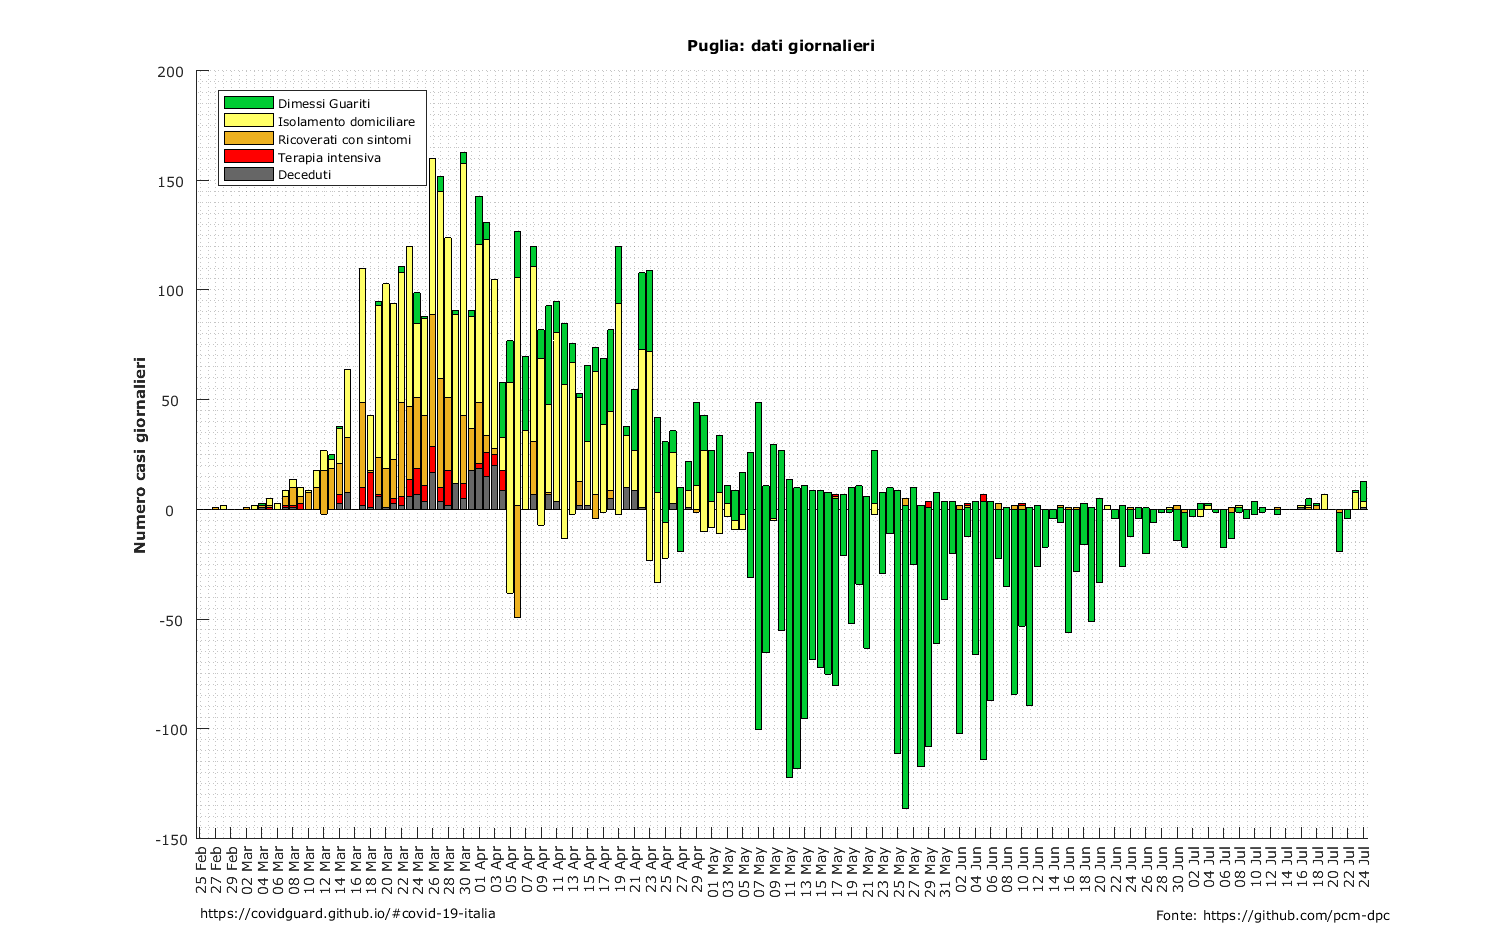 Puglia: dati giornalieri
200
150
100
50
0
-50
-100
-150
Numero casi giornalieri
Dimessi Guariti
Isolamento domiciliare
Ricoverati con sintomi
Terapia intensiva
Deceduti
25 Feb
27 Feb
29 Feb
02 Mar
04 Mar
06 Mar
08 Mar
10 Mar
12 Mar
14 Mar
16 Mar
18 Mar
20 Mar
22 Mar
24 Mar
26 Mar
28 Mar
30 Mar
01 Apr
03 Apr
05 Apr
07 Apr
09 Apr
11 Apr
13 Apr
15 Apr
17 Apr
19 Apr
21 Apr
23 Apr
25 Apr
27 Apr
29 Apr
01 May
03 May
05 May
07 May
09 May
11 May
13 May
15 May
17 May
19 May
21 May
23 May
25 May
27 May
29 May
31 May
02 Jun
04 Jun
06 Jun
08 Jun
10 Jun
12 Jun
14 Jun
16 Jun
18 Jun
20 Jun
22 Jun
24 Jun
26 Jun
28 Jun
30 Jun
02 Jul
04 Jul
06 Jul
08 Jul
10 Jul
12 Jul
14 Jul
16 Jul
18 Jul
20 Jul
22 Jul
24 Jul
https://covidguard.github.io/#covid-19-italia
Fonte: https://github.com/pcm-dpc